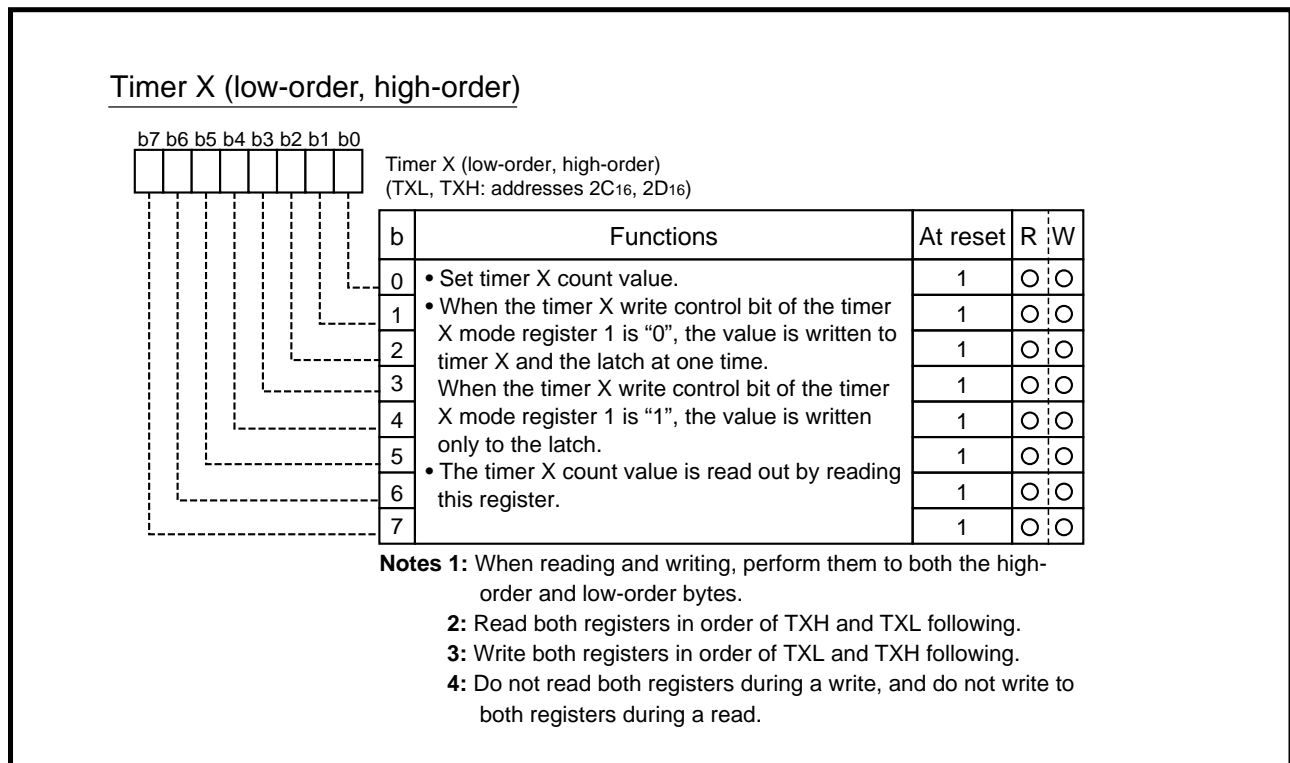 Timer X (low-order, high-order)
b7 b6 b5 b4 b3 b2 b1 b0
Timer X (low-order, high-order)
(TXL, TXH: addresses 2C16, 2D16)
b Functions At reset R W
0 • Set timer X count value. 1 O O
1 • When the timer X write control bit of the timer 1 O O
X mode register 1 is “0”, the value is written to
2 timer X and the latch at one time. 1 O O
3 When the timer X write control bit of the timer 1 O O
4 X mode register 1 is “1”, the value is written 1 O O
only to the latch.
5 • The timer X count value is read out by reading 1 O O
6 this register. 1 O O
7 1 O O
Notes 1: When reading and writing, perform them to both the high-
order and low-order bytes.
2: Read both registers in order of TXH and TXL following.
3: Write both registers in order of TXL and TXH following.
4: Do not read both registers during a write, and do not write to
both registers during a read.